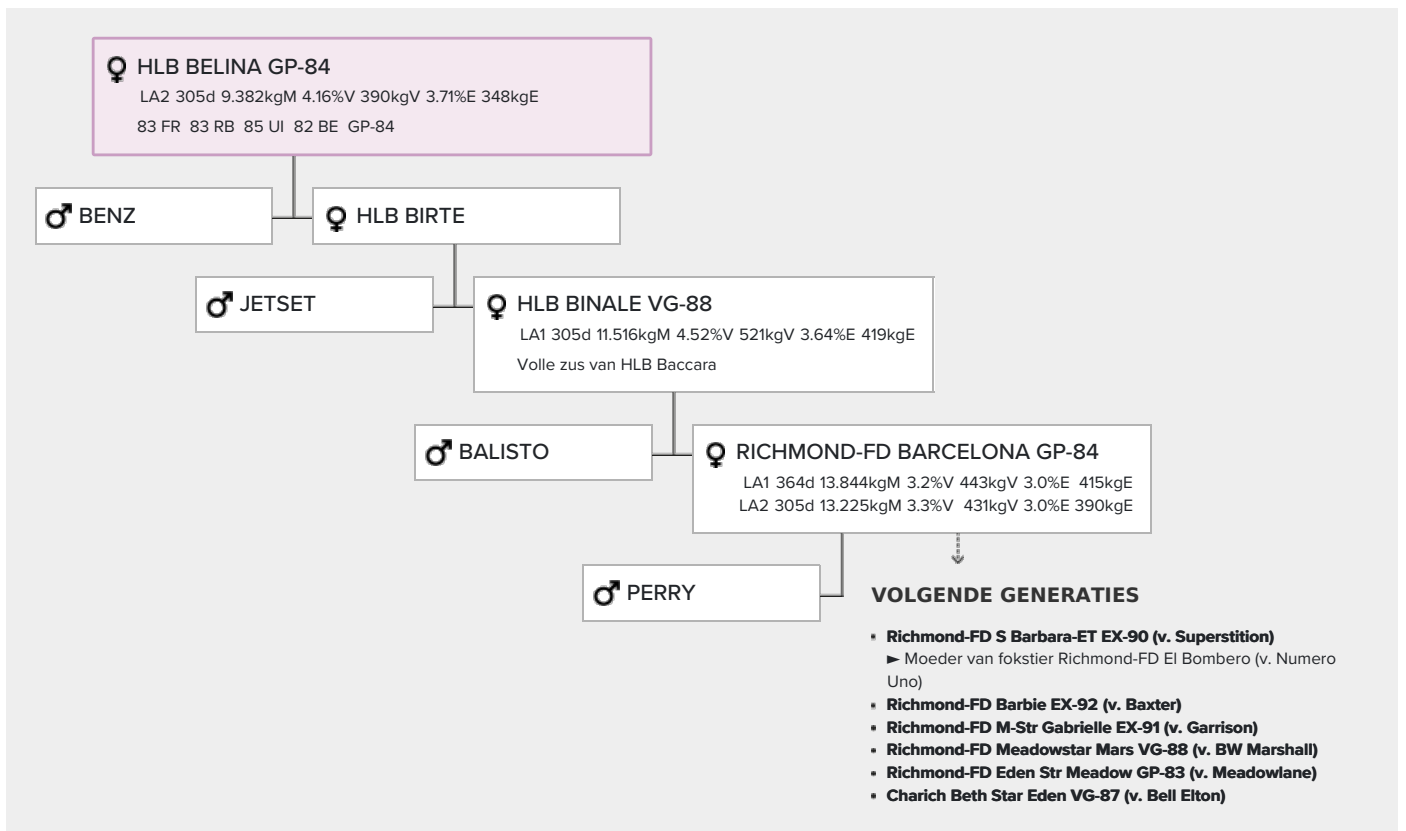 HLB BELINA GP-84
LA2 305d 9.382kgM 4.16%V 390kgV 3.71%E 348kgE
83 FR 83 RB 85 UI 82 BE GP-84
BENZ
HLB BIRTE
JETSET
HLB BINALE VG-88
LA1 305d 11.516kgM 4.52%V 521kgV 3.64%E 419kgE
Volle zus van HLB Baccara
BALISTO
RICHMOND-FD BARCELONA GP-84
LA1 364d 13.844kgM 3.2%V 443kgV 3.0%E 415kgE
LA2 305d 13.225kgM 3.3%V 431kgV 3.0%E 390kgE
PERRY
VOLGENDE GENERATIES
• Richmond-FD S Barbara-ET EX-90 (v. Superstition)
► Moeder van fokstier Richmond-FD El Bombero (v. Numero
Uno)
• Richmond-FD Barbie EX-92 (v. Baxter)
• Richmond-FD M-Str Gabrielle EX-91 (v. Garrison)
• Richmond-FD Meadowstar Mars VG-88 (v. BW Marshall)
• Richmond-FD Eden Str Meadow GP-83 (v. Meadowlane)
• Charich Beth Star Eden VG-87 (v. Bell Elton)